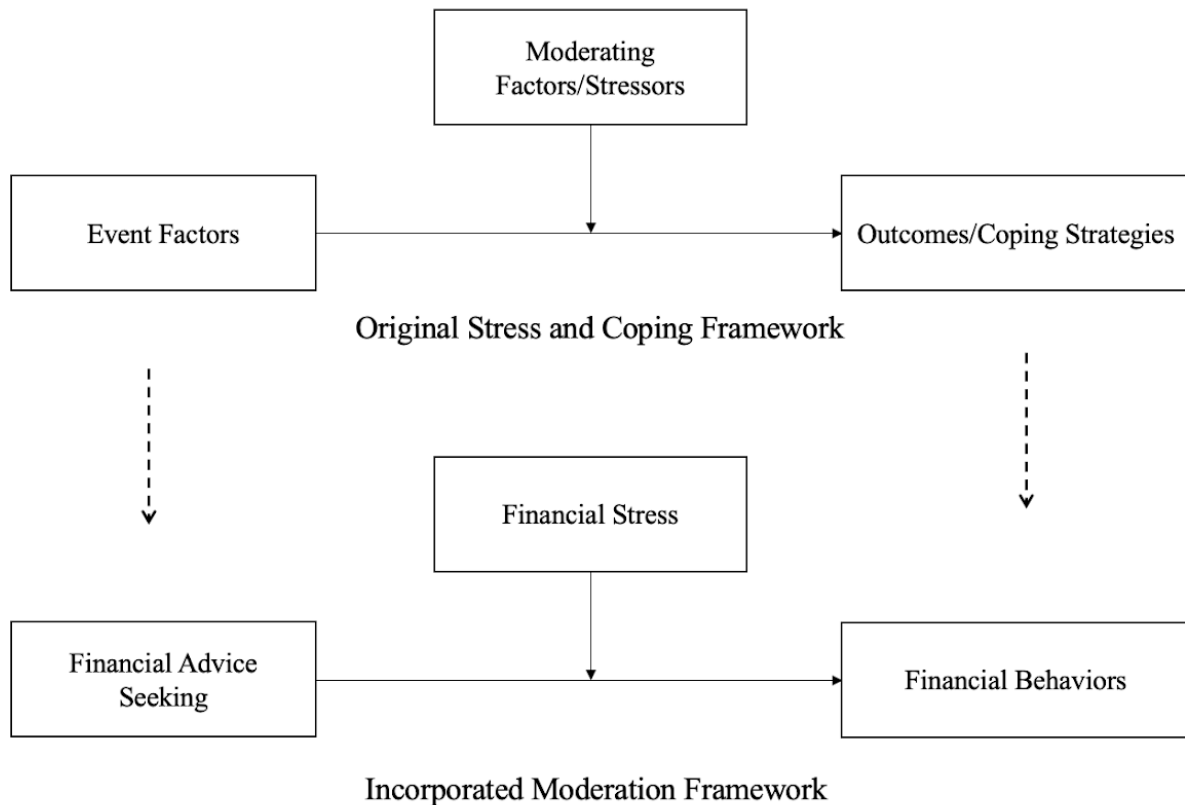 Moderating
Factors/Stressors
Event Factors
Outcomes/Coping Strategies
Original Stress and Coping Framework
Financial Stress
Financial Advice
Seeking
Financial Behaviors
Incorporated Moderation Framework